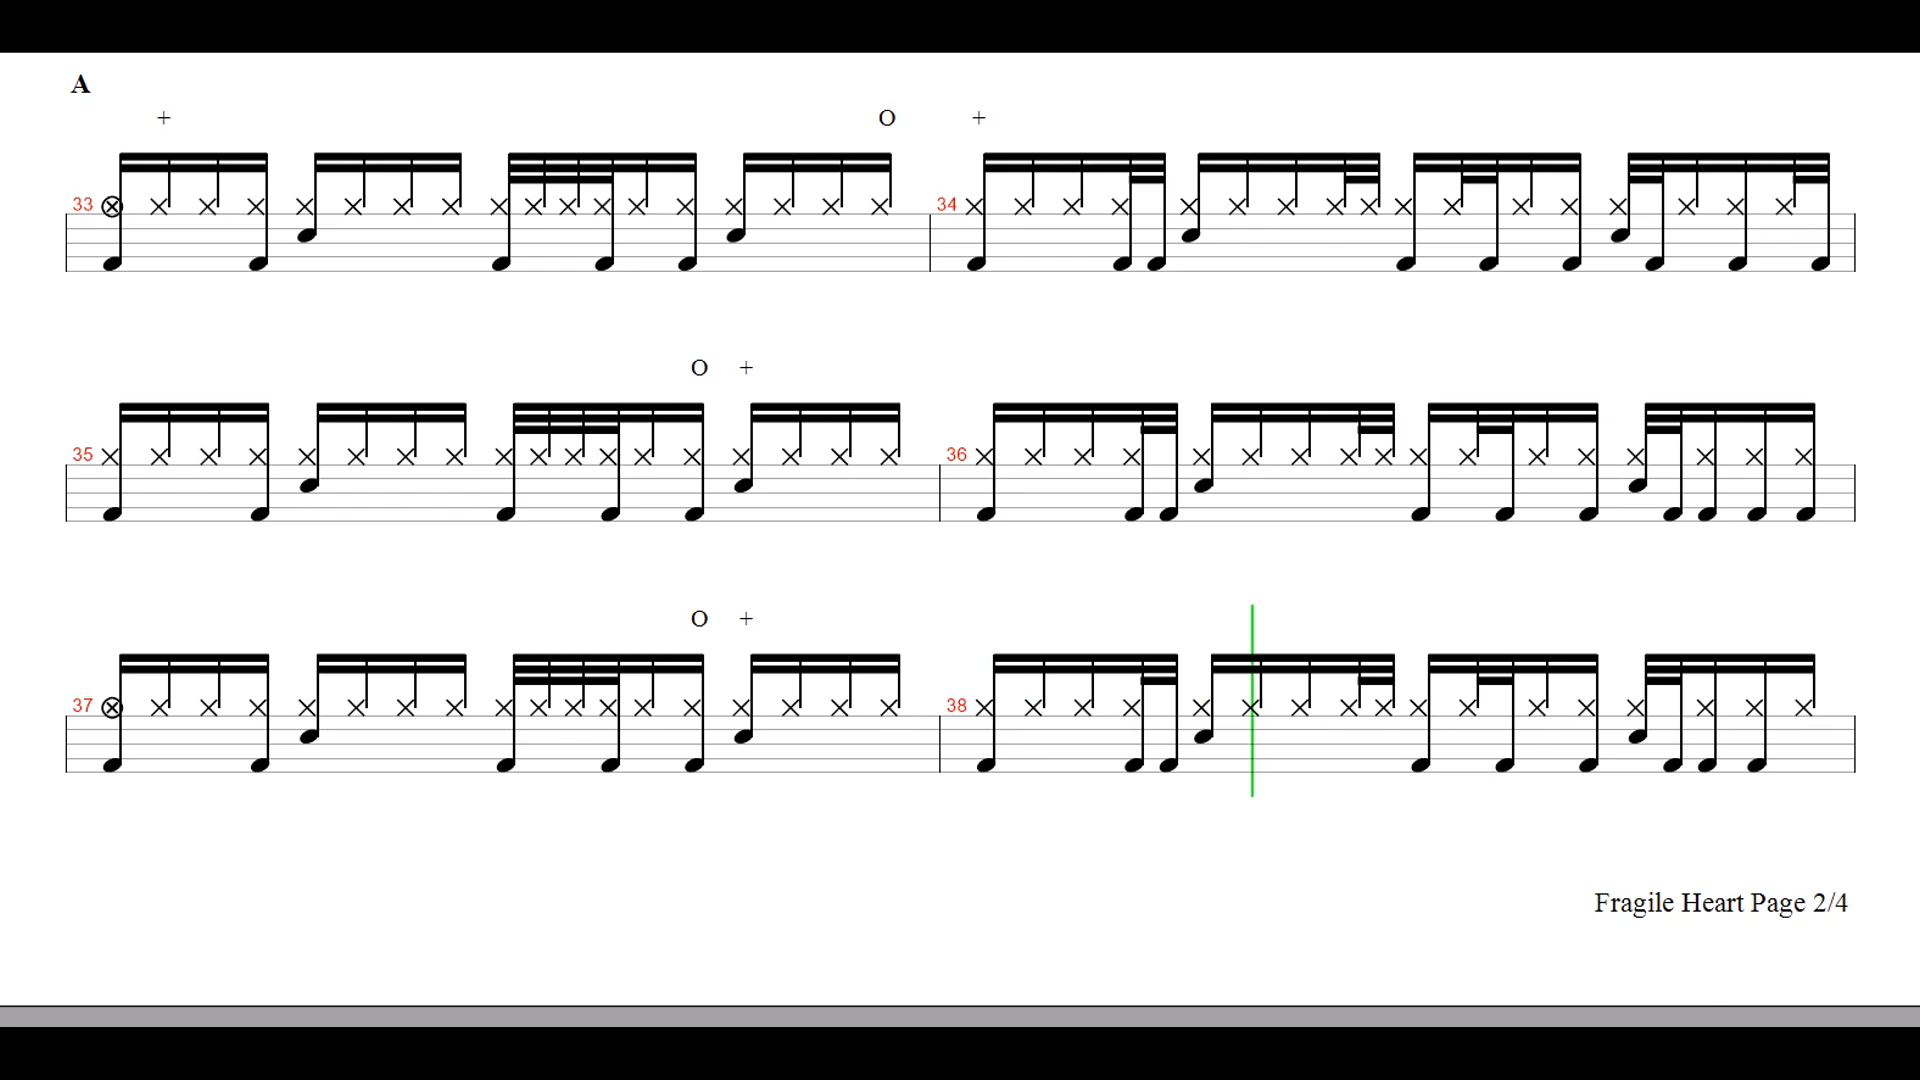 A
+ O +
33 34
O +
35 36
O +
37 38
Fragile Heart Page 2/4